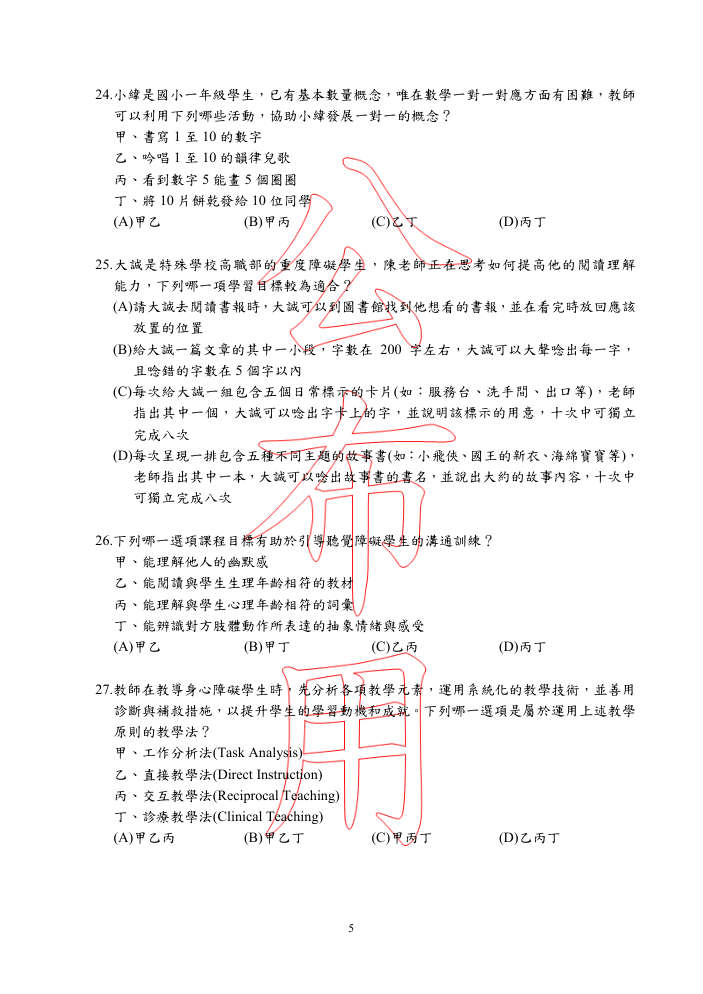 24.小緯是國小一年級學生，已有基本數量概念，唯在數學一對一對應方面有困難，教師
可以利用下列哪些活動，協助小緯發展一對一的概念？
甲、書寫 1 至 10 的數字
乙、吟唱 1 至 10 的韻律兒歌
丙、看到數字 5 能畫 5 個圈圈
丁、將 10 片餅乾發給 10 位同學
(A)甲乙 (B)甲丙 (C)乙丁 (D)丙丁
25.大誠是特殊學校高職部的重度障礙學生，陳老師正在思考如何提高他的閱讀理解
能力，下列哪一項學習目標較為適合？
(A)請大誠去閱讀書報時，大誠可以到圖書館找到他想看的書報，並在看完時放回應該
放置的位置
(B)給大誠一篇文章的其中一小段，字數在 200 字左右，大誠可以大聲唸出每一字，
且唸錯的字數在 5 個字以內
(C)每次給大誠一組包含五個日常標示的卡片(如：服務台、洗手間、出口等)，老師
指出其中一個，大誠可以唸出字卡上的字，並說明該標示的用意，十次中可獨立
完成八次
(D)每次呈現一排包含五種不同主題的故事書(如：小飛俠、國王的新衣、海綿寶寶等)，
老師指出其中一本，大誠可以唸出故事書的書名，並說出大約的故事內容，十次中
可獨立完成八次
26.下列哪一選項課程目標有助於引導聽覺障礙學生的溝通訓練？
甲、能理解他人的幽默感
乙、能閱讀與學生生理年齡相符的教材
丙、能理解與學生心理年齡相符的詞彙
丁、能辨識對方肢體動作所表達的抽象情緒與感受
(A)甲乙 (B)甲丁 (C)乙丙 (D)丙丁
27.教師在教導身心障礙學生時，先分析各項教學元素，運用系統化的教學技術，並善用
診斷與補救措施，以提升學生的學習動機和成就。下列哪一選項是屬於運用上述教學
原則的教學法？
甲、工作分析法(Task Analysis)
乙、直接教學法(Direct Instruction)
丙、交互教學法(Reciprocal Teaching)
丁、診療教學法(Clinical Teaching)
(A)甲乙丙 (B)甲乙丁 (C)甲丙丁 (D)乙丙丁
公布用
5